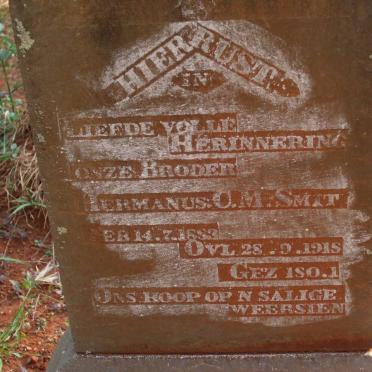 HIER RUST
IN
LIEFDE VOLLE
HERINNERING
ONSZE BRODER
HERMANUS. O. M. SMIT
GEB 14.7.1883
OVL 28 9. 1918
GEZ 180.1
ONS HOOP OP N SALIGE
WEERSIEN